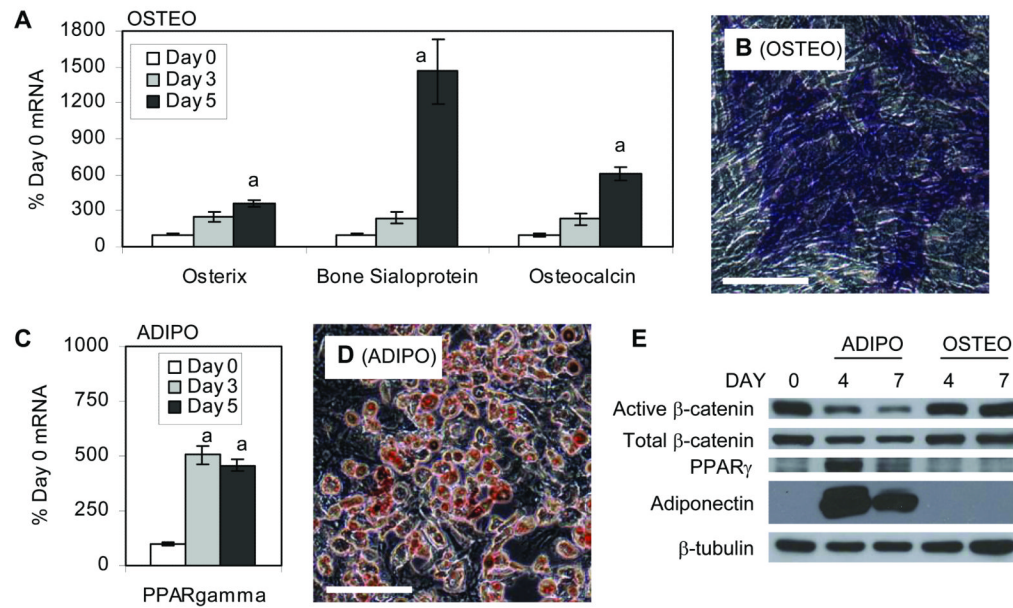 A OSTEO
1800
1500
1200
900
600
300
0
% Day 0 mRNA
Day 0
Day 3
Day 5
a
a
a
Osterix Bone Sialoprotein Osteocalcin
B (OSTEO)
C ADIPO
1000
750
500
250
0
% Day 0 mRNA
Day 0
Day 3
Day 5
a a
PPARgamma
D (ADIPO)
E
ADIPO OSTEO
DAY 0 4 7 4 7
Active β-catenin
Total β-catenin
PPARγ
Adiponectin
β-tubulin